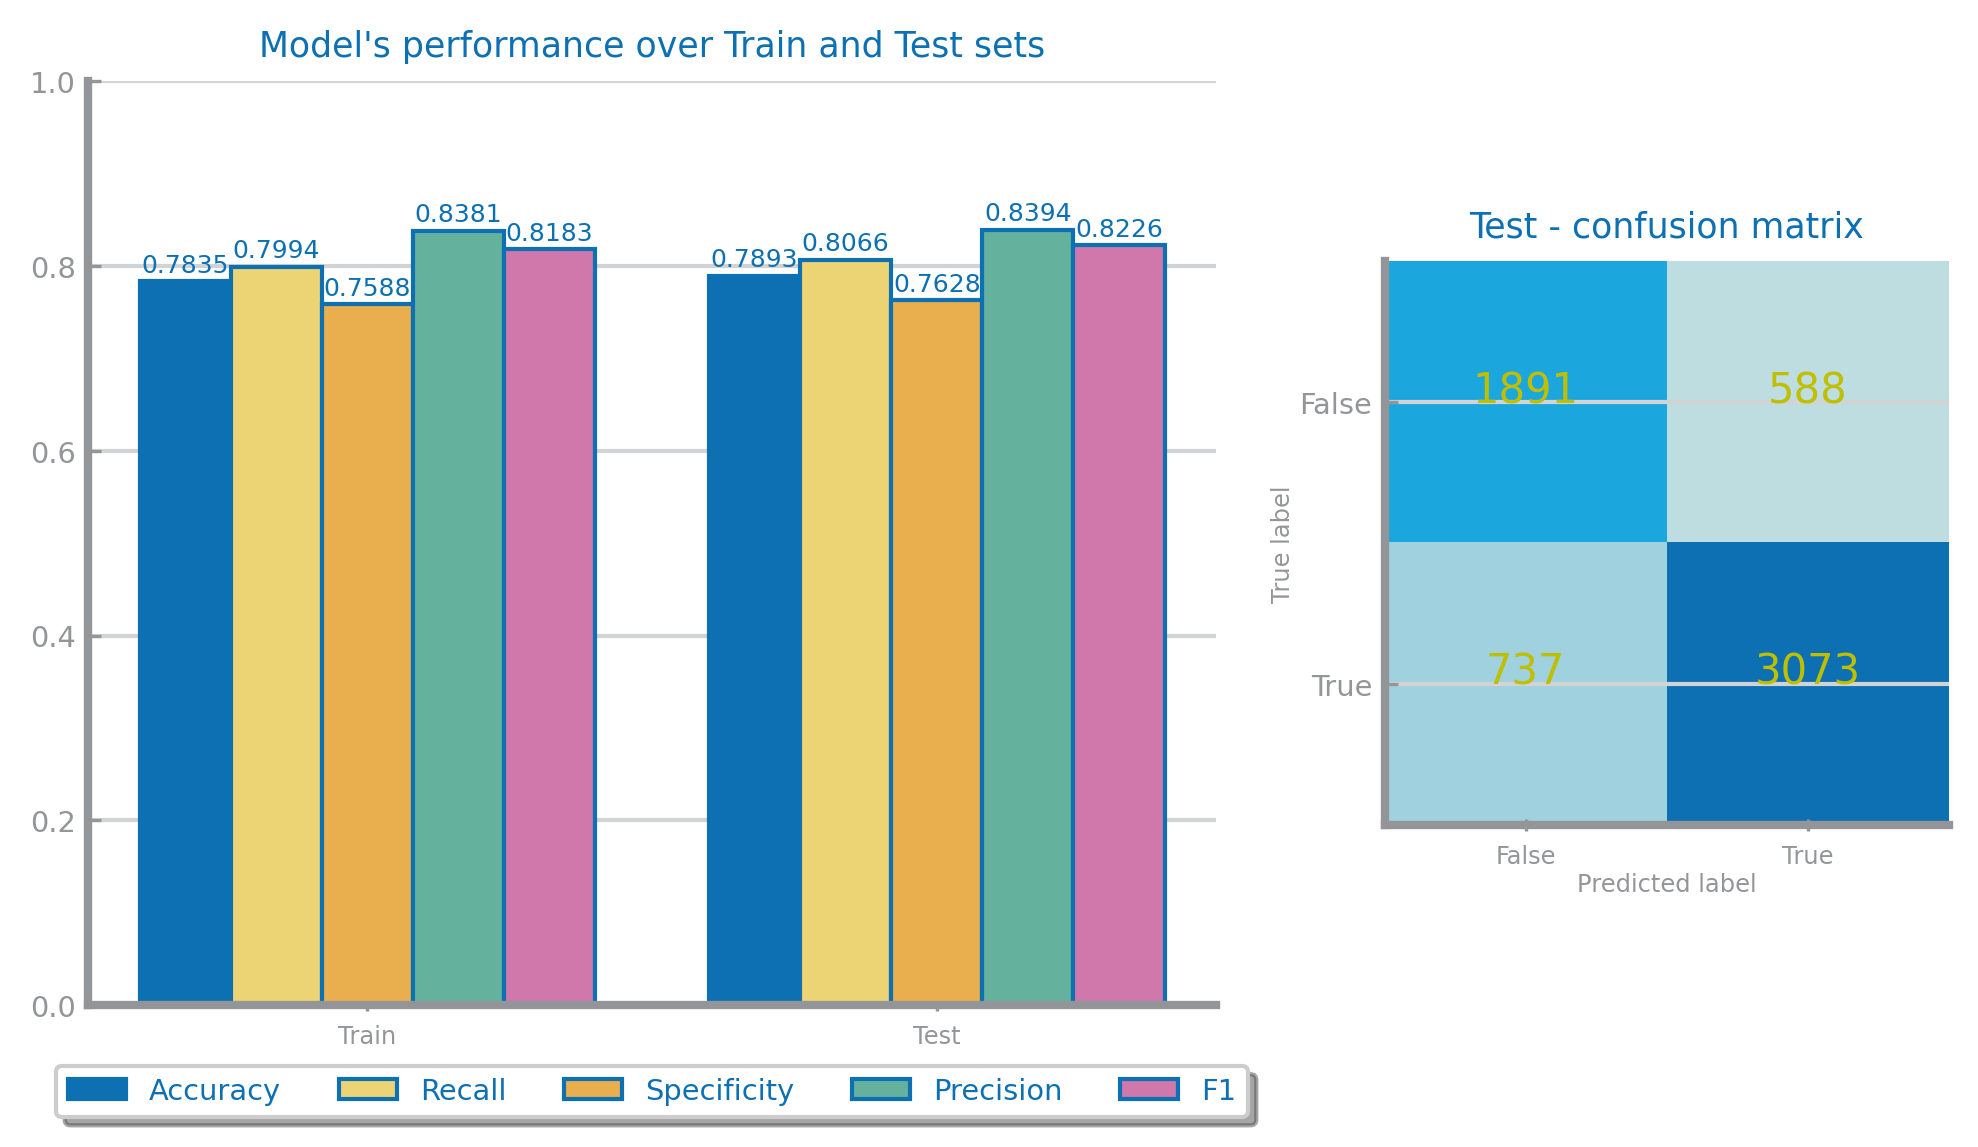 Model's performance over Train and Test sets
1.0
0.8
0.6
0.4
0.2
0.0
0.7835
0.7994
0.7588
0.8381
0.8183
0.7893
0.8066
0.7628
0.8394
0.8226
Train
Test
Accuracy Recall Specificity Precision F1
Test - confusion matrix
True label
False
True
1891 588
737 3073
False True
Predicted label